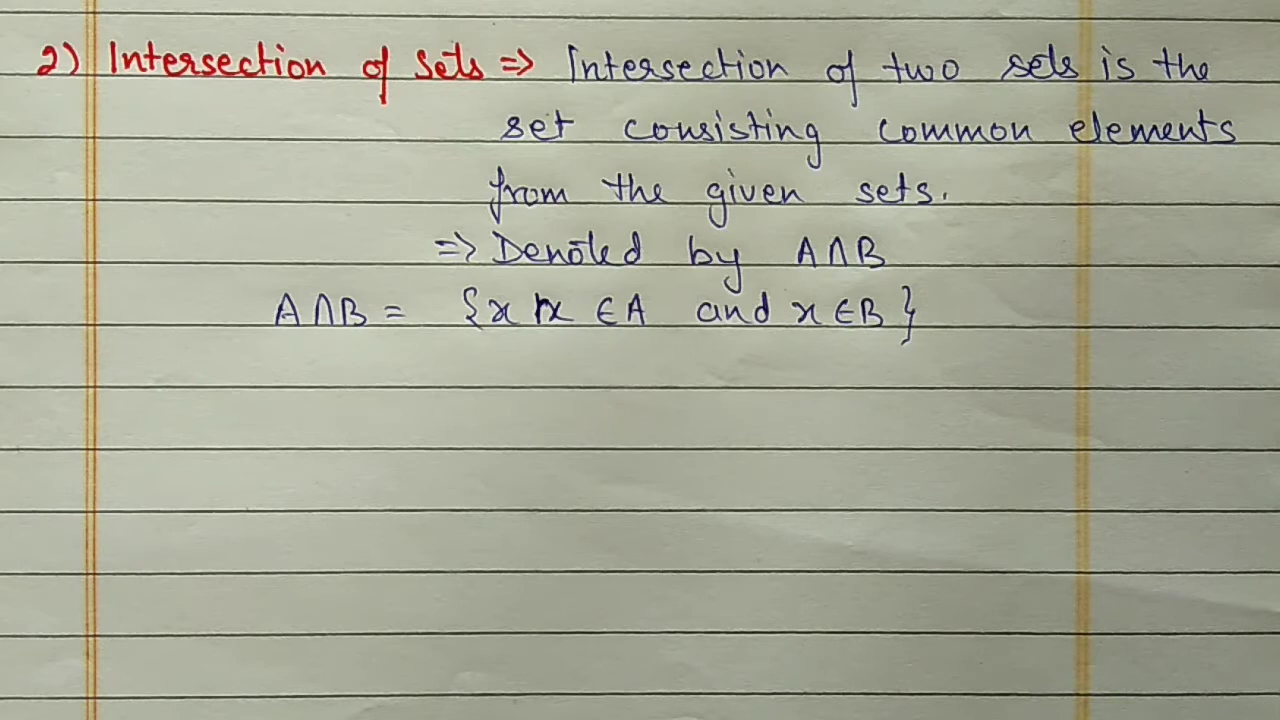 2) Intersection of Sets => Intersection of two sets is the
set consisting common elements
from the given sets.
=> Denoted by A∩B
A∩B = {x | x ∈ A and x ∈ B}